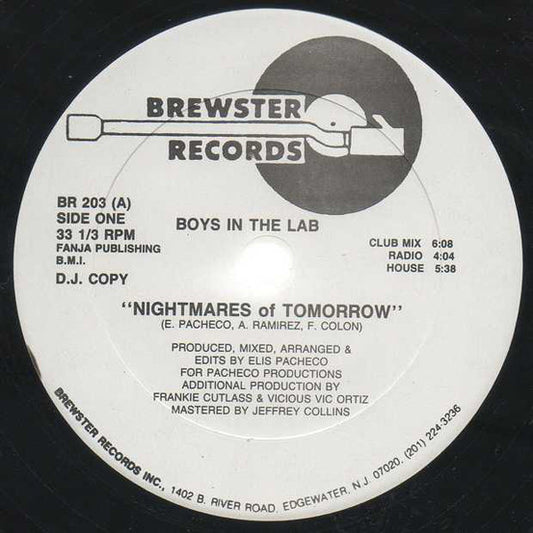 BREWSTER
RECORDS
BR 203 (A)
SIDE ONE
33 1/3 RPM
FANJA PUBLISHING
B.M.I.
D.J. COPY
BOYS IN THE LAB
CLUB MIX 6:08
RADIO 4:04
HOUSE 5:38
"NIGHTMARES of TOMORROW"
(E. PACHECO, A. RAMIREZ, F. COLON)
PRODUCED, MIXED, ARRANGED &
EDITS BY ELIS PACHECO
FOR PACHECO PRODUCTIONS
ADDITIONAL PRODUCTION BY
FRANKIE CUTLASS & VICIOUS VIC ORTIZ
MASTERED BY JEFFREY COLLINS
BREWSTER RECORDS INC., 1402 B. RIVER ROAD, EDGEWATER, N.J. 07020, (201) 224-3236